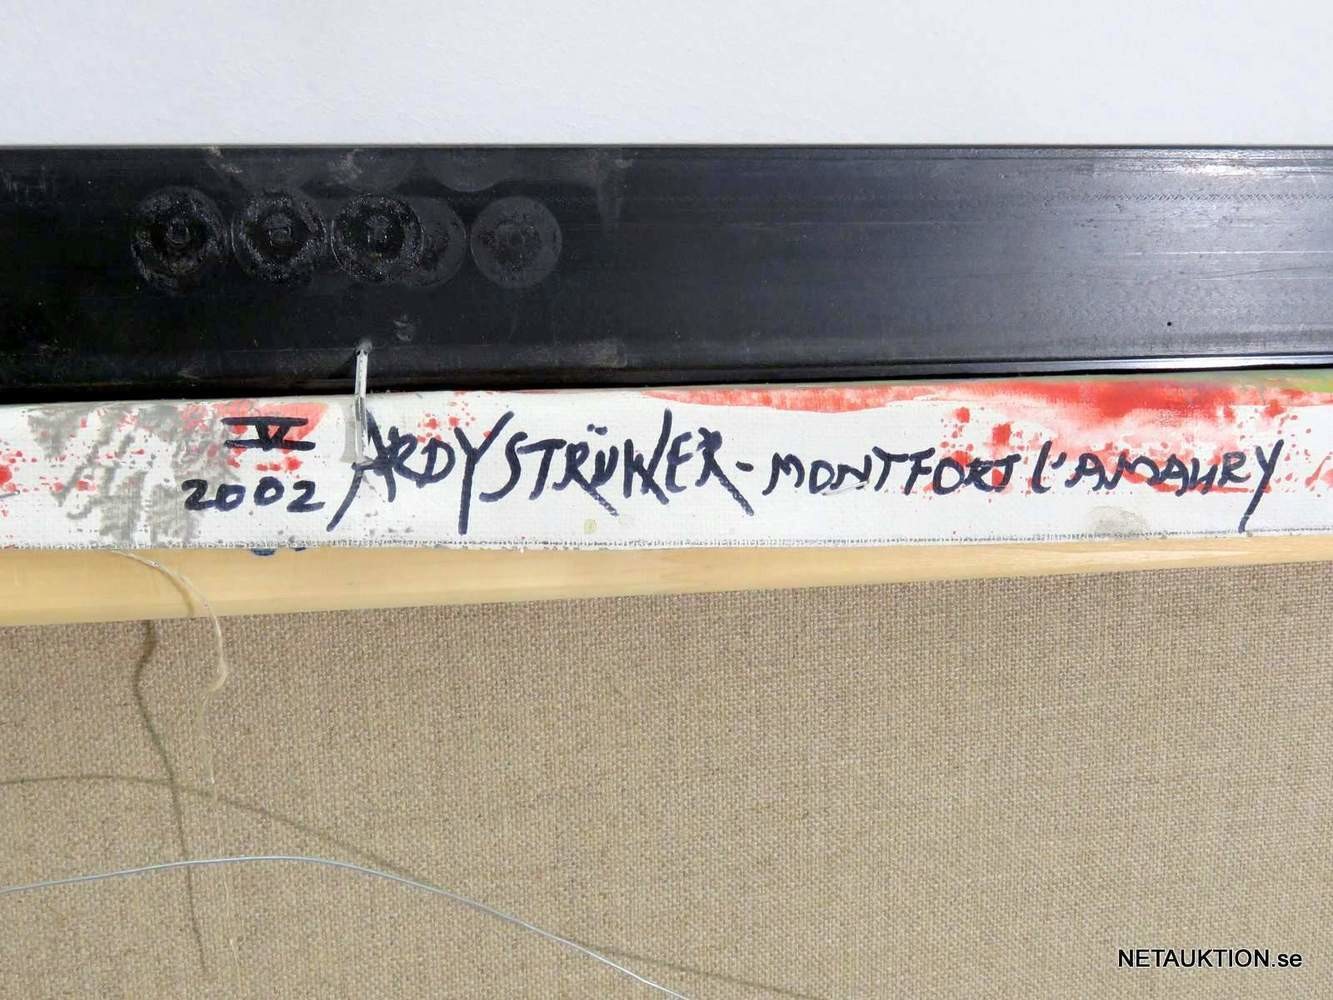 V
2002 ARDY STRÜWER - MONTFORT L'AMAURY
NETAUKTION.se